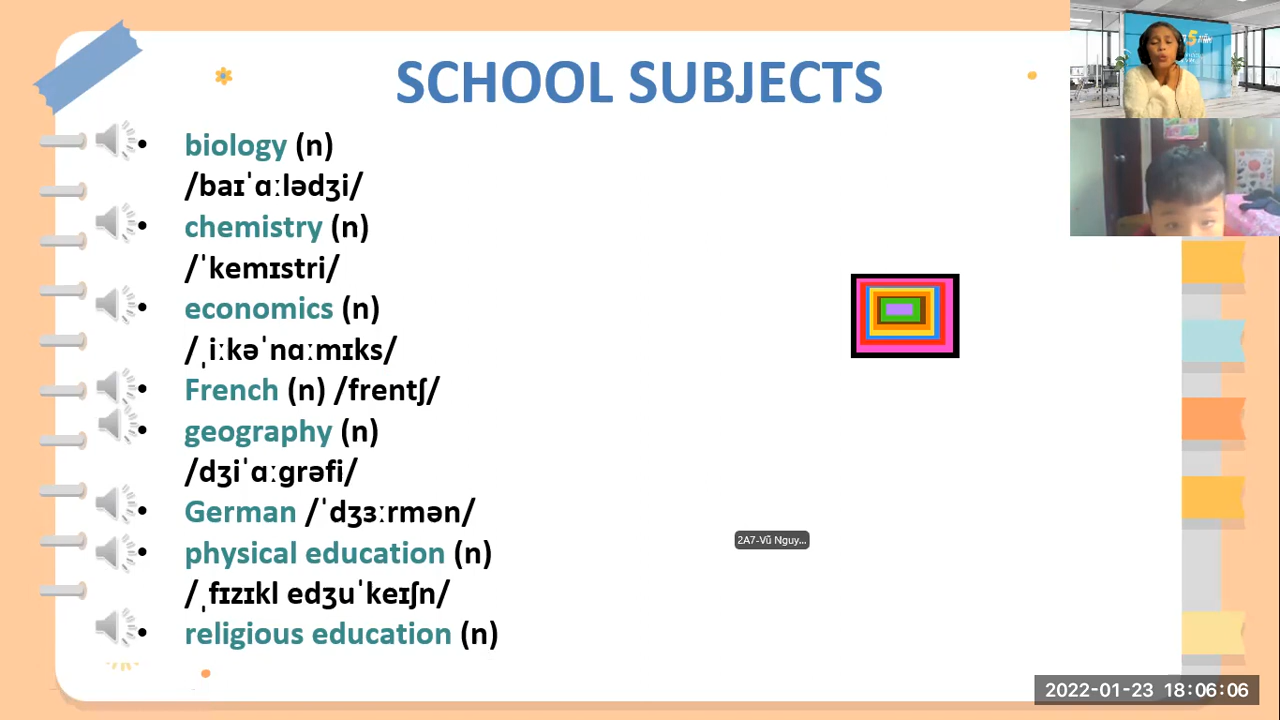 SCHOOL SUBJECTS
• biology (n)
/baɪˈɑːlədʒi/
• chemistry (n)
/ˈkemɪstri/
• economics (n)
/ˌiːkəˈnɑːmɪks/
• French (n) /frentʃ/
• geography (n)
/dʒiˈɑːɡrəfi/
• German /ˈdʒɜːrmən/
• physical education (n)
/ˌfɪzɪkl edʒuˈkeɪʃn/
• religious education (n)
2A7-Vũ Nguy...
2022-01-23 18:06:06